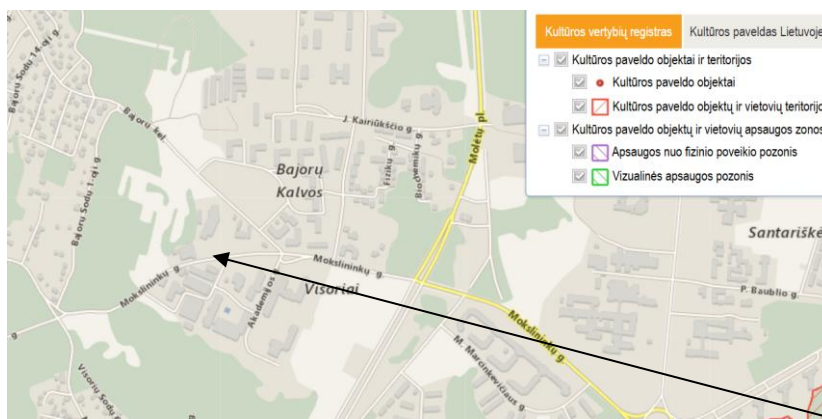 Kultūros vertybių registras
Kultūros paveldas Lietuvoje
Kultūros paveldo objektai ir teritorijos
Kultūros paveldo objektai
Kultūros paveldo objektų ir vietovių teritorijo
Kultūros paveldo objektų ir vietovių apsaugos zonos
Apsaugos nuo fizinio poveikio pozonis
Vizualinės apsaugos pozonis
Bajorų Sodų 14-oji g.
Bajorų kel.
J. Kairiūkščio g.
Molėtų pl.
Bajorų
Kalvos
Fizikų g.
Biochemikų g.
Bajorų Sodų 1-oji g.
Santariškė
Mokslininkų g.
Mokslininkų g.
Visoriai
Akademijos g.
P. Baublio g.
Mokslininkų g.
M. Marcinkevičiaus g.
Visorių Sodų g.
g.